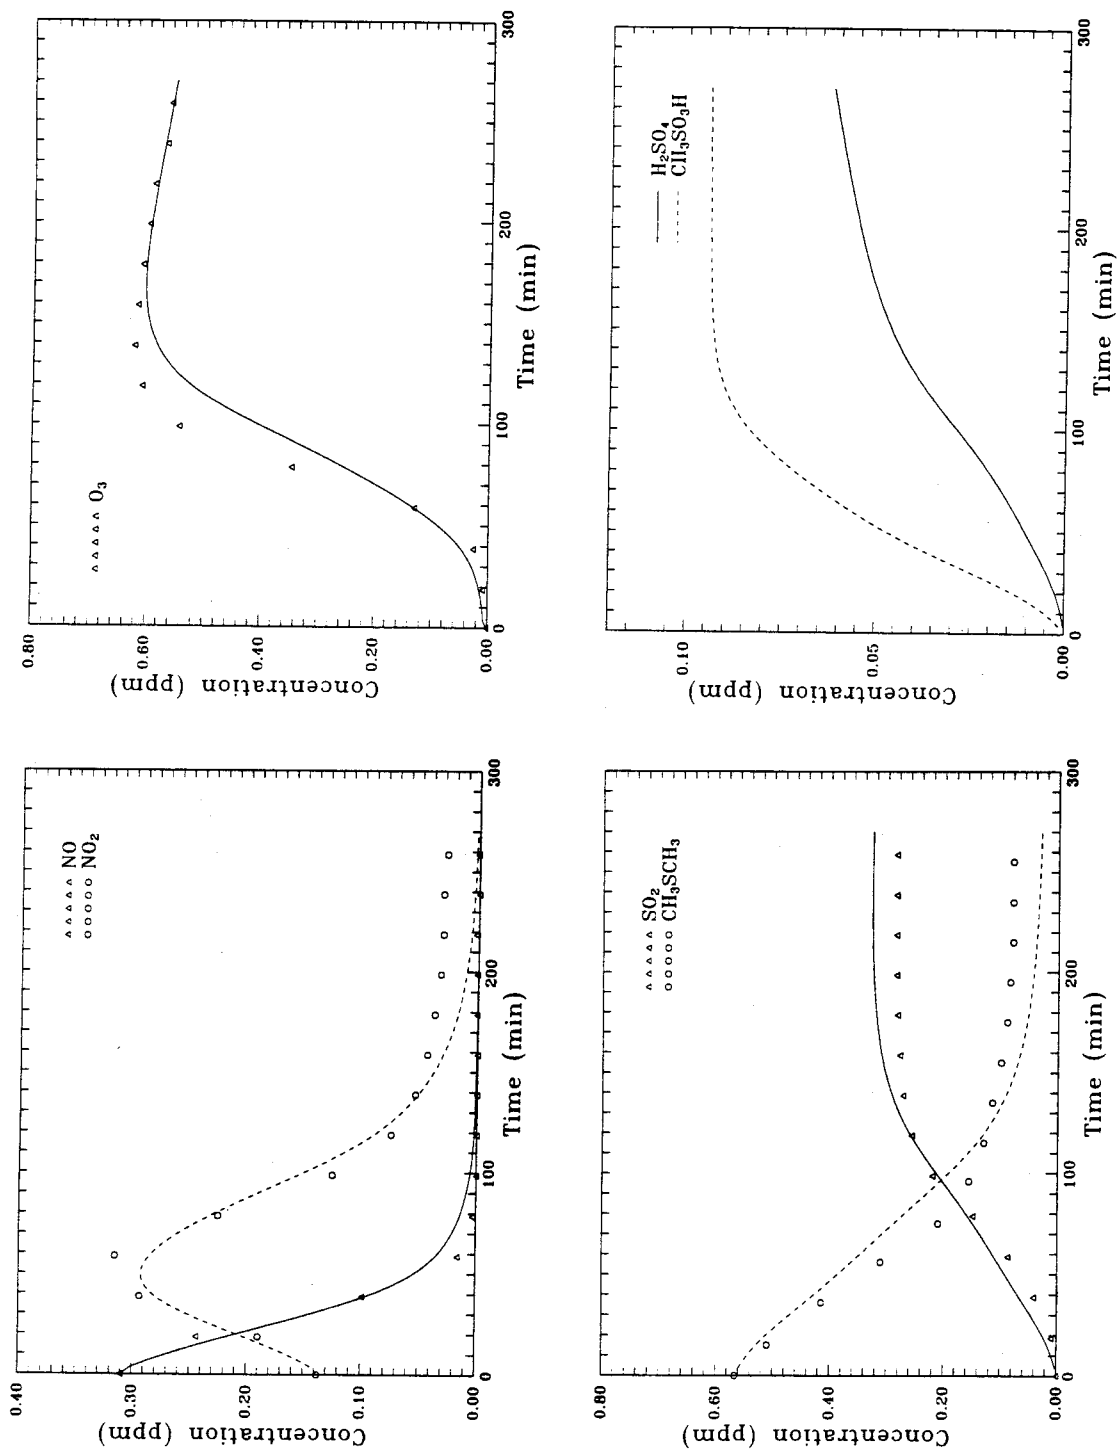 0.40
0.30
0.20
0.10
0.00
Concentration (ppm)
△ △ △ △ △ NO
○ ○ ○ ○ ○ NO₂
0
100
200
300
Time (min)
0.80
0.60
0.40
0.20
0.00
Concentration (ppm)
△ △ △ △ △ O₃
0
100
200
300
Time (min)
0.80
0.60
0.40
0.20
0.00
Concentration (ppm)
△ △ △ △ △ SO₂
○ ○ ○ ○ ○ CH₃SCH₃
0
100
200
300
Time (min)
0.10
0.05
0.00
Concentration (ppm)
H₂SO₄
CH₃SO₃H
0
100
200
300
Time (min)